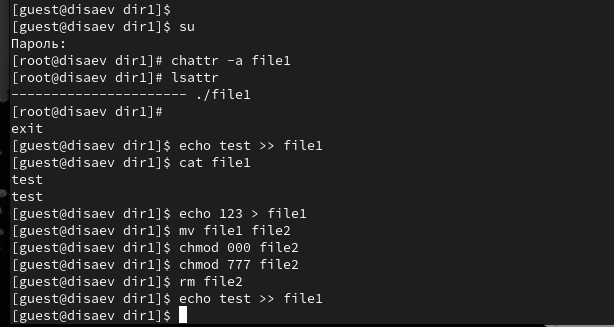 [guest@disaev dir1]$
[guest@disaev dir1]$ su
Пароль:
[root@disaev dir1]# chattr -a file1
[root@disaev dir1]# lsattr
---------------------- ./file1
[root@disaev dir1]#
exit
[guest@disaev dir1]$ echo test >> file1
[guest@disaev dir1]$ cat file1
test
test
[guest@disaev dir1]$ echo 123 > file1
[guest@disaev dir1]$ mv file1 file2
[guest@disaev dir1]$ chmod 000 file2
[guest@disaev dir1]$ chmod 777 file2
[guest@disaev dir1]$ rm file2
[guest@disaev dir1]$ echo test >> file1
[guest@disaev dir1]$